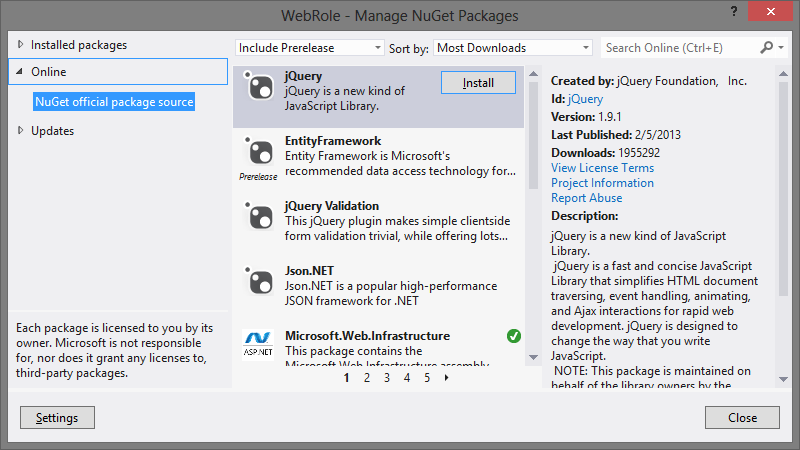 WebRole - Manage NuGet Packages
?
Installed packages
Online
NuGet official package source
Updates
Each package is licensed to you by its
owner. Microsoft is not responsible
for, nor does it grant any licenses to,
third-party packages.
Include Prerelease
Sort by:
Most Downloads
Search Online (Ctrl+E)
jQuery
jQuery is a new kind of
JavaScript Library.
Install
EntityFramework
Entity Framework is Microsoft's
recommended data access technology for...
Prerelease
jQuery Validation
This jQuery plugin makes simple clientside
form validation trivial, while offering lots...
Json.NET
Json.NET is a popular high-performance
JSON framework for .NET
Microsoft.Web.Infrastructure
ASP.NET
This package contains the
Microsoft.Web.Infrastructure assembly
1 2 3 4 5
Created by: jQuery Foundation, Inc.
Id: jQuery
Version: 1.9.1
Last Published: 2/5/2013
Downloads: 1955292
View License Terms
Project Information
Report Abuse
Description:
jQuery is a new kind of JavaScript
Library.
jQuery is a fast and concise JavaScript
Library that simplifies HTML document
traversing, event handling, animating,
and Ajax interactions for rapid web
development. jQuery is designed to
change the way that you write
JavaScript.
NOTE: This package is maintained on
behalf of the library owners by the
Settings
Close